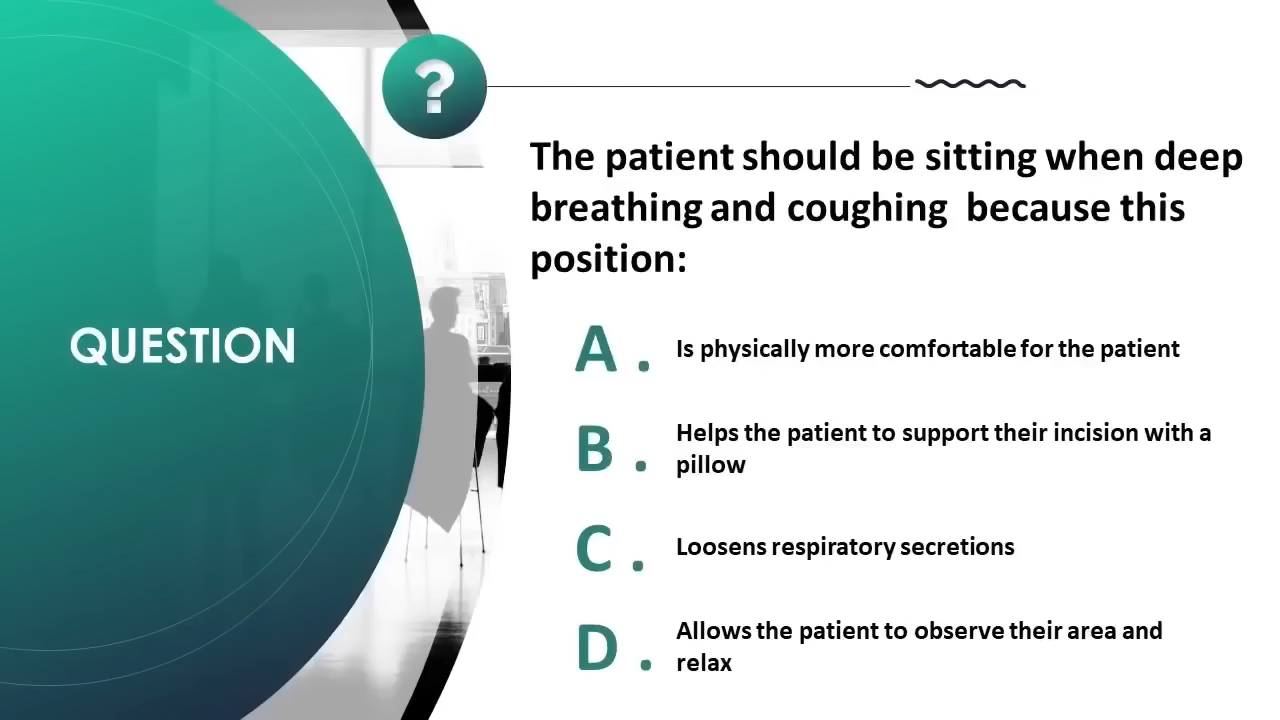 ?
The patient should be sitting when deep
breathing and coughing  because this
position:
QUESTION
A . Is physically more comfortable for the patient
B . Helps the patient to support their incision with a
pillow
C . Loosens respiratory secretions
D . Allows the patient to observe their area and
relax